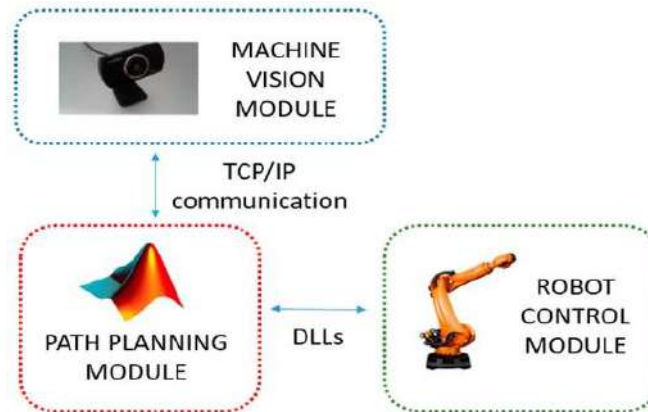 MACHINE
VISION
MODULE
TCP/IP
communication
PATH PLANNING
MODULE
DLLs
ROBOT
CONTROL
MODULE